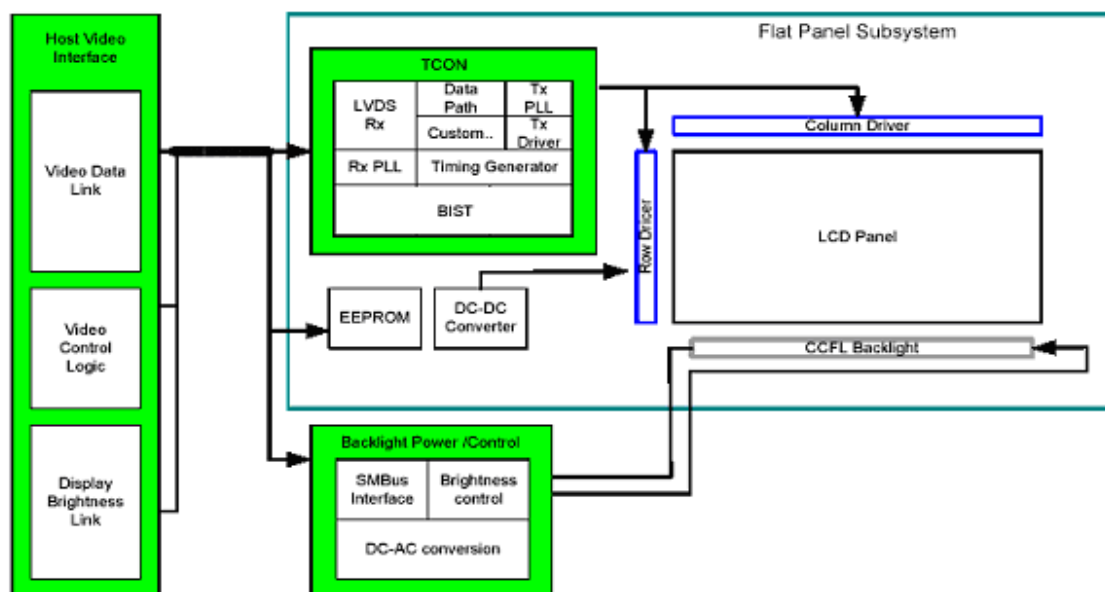 Host Video
Interface
Video Data
Link
Video
Control
Logic
Display
Brightness
Link
Flat Panel Subsystem
TCON
LVDS
Rx
Data
Path
Tx
PLL
Custom..
Tx
Driver
Rx PLL
Timing Generator
BIST
Column Driver
Row Dricer
LCD Panel
EEPROM
DC-DC
Converter
CCFL Backlight
Backlight Power /Control
SMBus
Interface
Brightness
control
DC-AC conversion